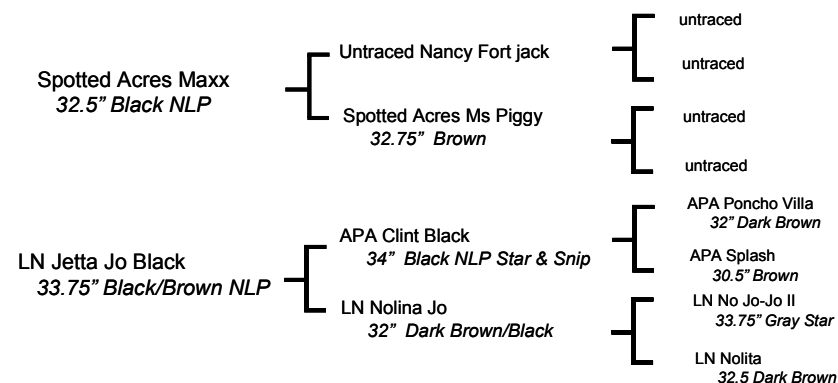 Spotted Acres Maxx
32.5” Black NLP
Untraced Nancy Fort jack
untraced
untraced
Spotted Acres Ms Piggy
32.75” Brown
untraced
untraced
LN Jetta Jo Black
33.75” Black/Brown NLP
APA Clint Black
34” Black NLP Star & Snip
APA Poncho Villa
32” Dark Brown
APA Splash
30.5” Brown
LN Nolina Jo
32” Dark Brown/Black
LN No Jo-Jo II
33.75” Gray Star
LN Nolita
32.5 Dark Brown